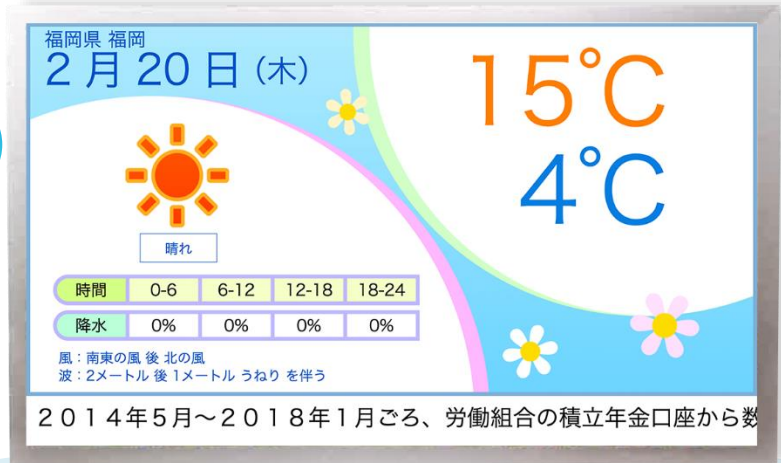 福岡県 福岡
2月20日(木)
15℃
4℃
晴れ
時間 0-6 6-12 12-18 18-24
降水 0% 0% 0% 0%
風:南東の風 後 北の風
波:2メートル 後 1メートル うねり を伴う
2014年5月~2018年1月ごろ、労働組合の積立年金口座から数